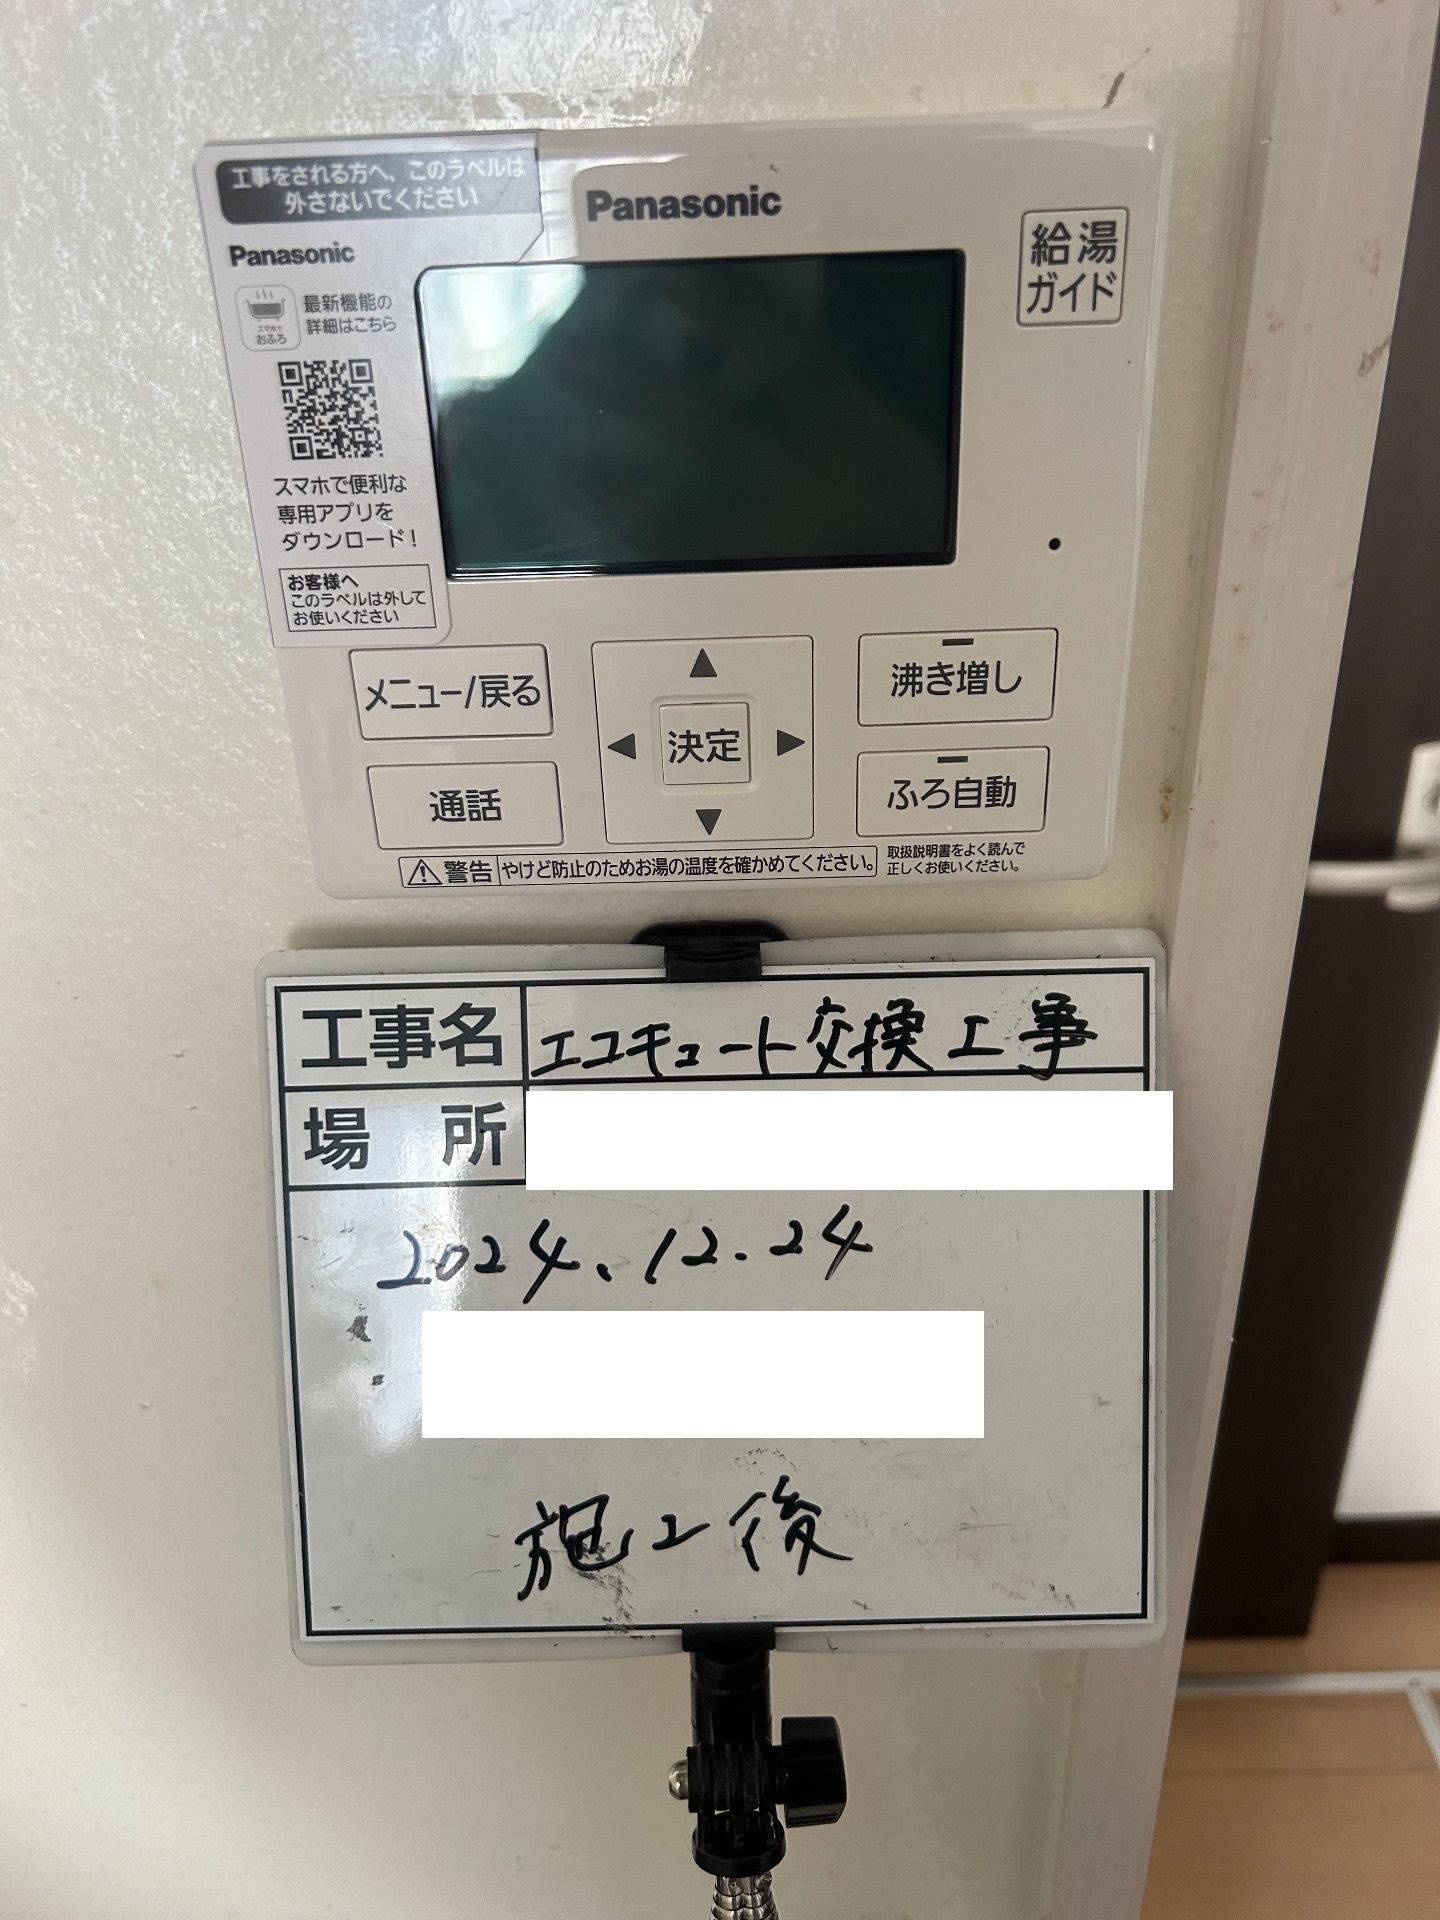 工事をされる方へ、このラベルは
外さないでください
Panasonic
スマホで
おふろ
最新機能の
詳細はこちら
スマホで便利な
専用アプリを
ダウンロード!
お客様へ
このラベルは外して
お使いください
Panasonic
給湯
ガイド
メニュー/戻る
通話
▲
◀ 決定 ▶
▼
沸き増し
ふろ自動
警告 やけど防止のためお湯の温度を確かめてください。
取扱説明書をよく読んで
正しくお使いください。
工事名 エコキュート交換工事
場所
2024.12.24
施工後